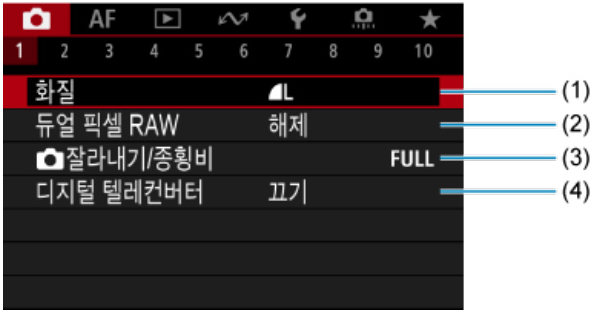 AF
1 2 3 4 5 6 7 8 9 10
화질 L (1)
듀얼 픽셀 RAW 해제 (2)
잘라내기/종횡비 FULL (3)
디지털 텔레컨버터 끄기 (4)